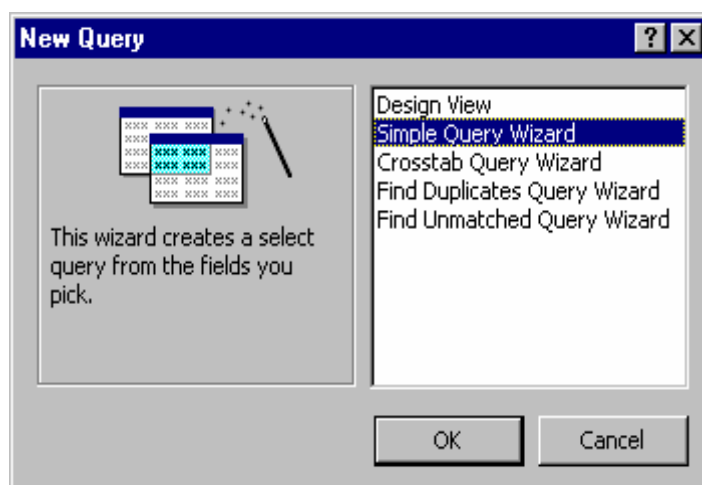 New Query
This wizard creates a select
query from the fields you
pick.
Design View
Simple Query Wizard
Crosstab Query Wizard
Find Duplicates Query Wizard
Find Unmatched Query Wizard
OK
Cancel